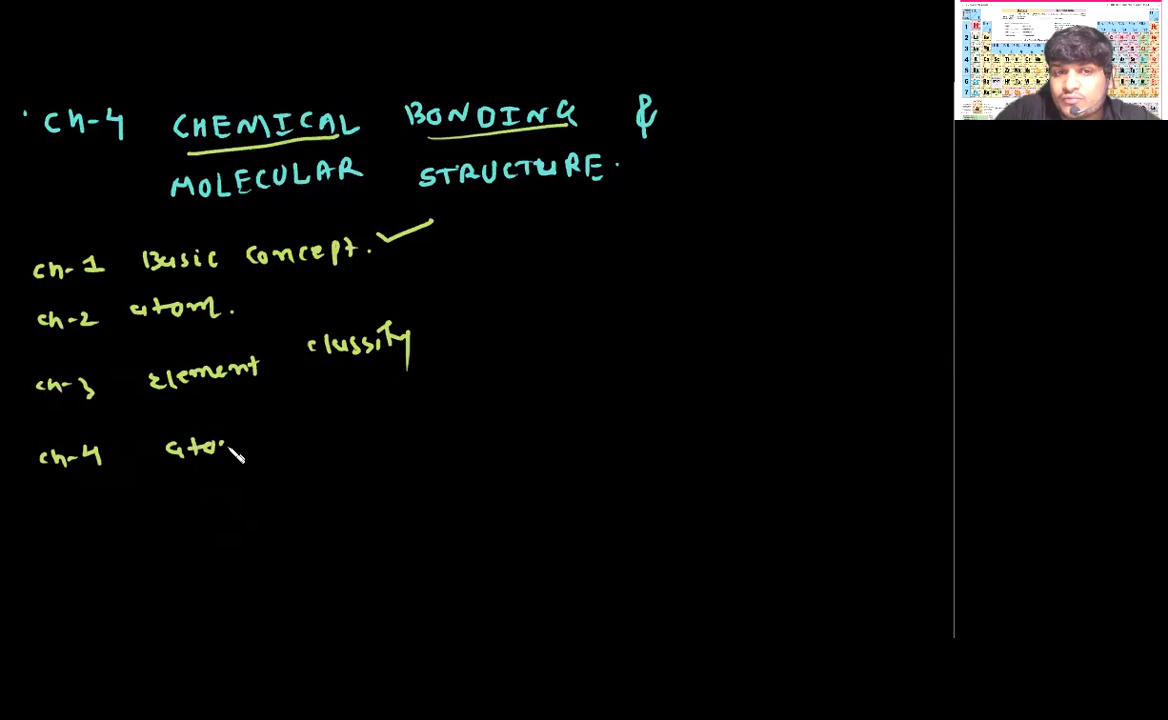 Ch-4 CHEMICAL BONDING &
MOLECULAR STRUCTURE.
Ch-1 Basic Concept.
Ch-2 atom.
Ch-3 Element classify
Ch-4 ato